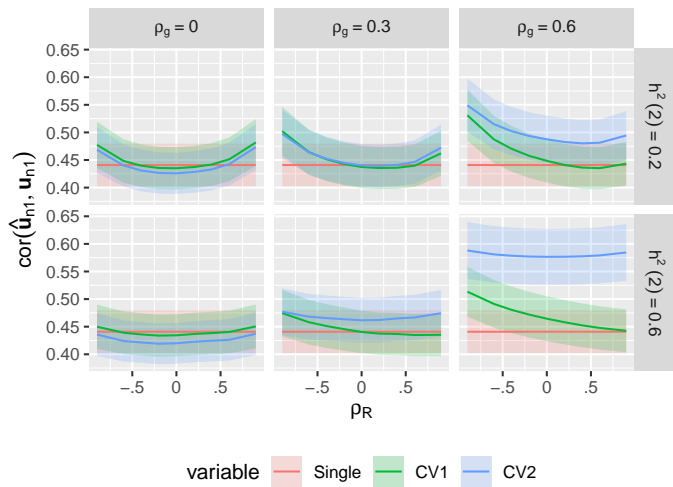 ρg = 0
ρg = 0.3
ρg = 0.6
0.65
0.60
0.55
0.50
0.45
0.40
h² (2) = 0.2
0.65
0.60
0.55
0.50
0.45
0.40
h² (2) = 0.6
cor(ûn1, un1)
-.5
0
.5
-.5
0
.5
-.5
0
.5
ρR
variable Single CV1 CV2